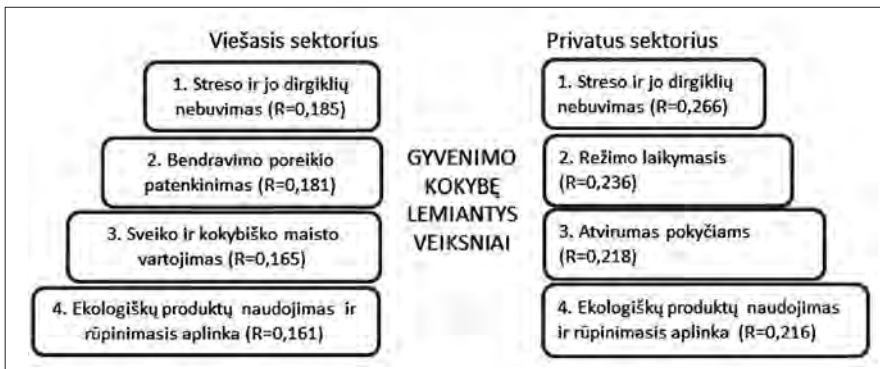 Viešasis sektorius
1. Streso ir jo dirgiklių
nebuvimas (R=0,185)
2. Bendravimo poreikio
patenkinimas (R=0,181)
3. Sveiko ir kokybiško maisto
vartojimas (R=0,165)
4. Ekologiškų produktų naudojimas ir
rūpinimasis aplinka (R=0,161)
GYVENIMO
KOKYBĘ
LEMIANTYS
VEIKSNIAI
Privatus sektorius
1. Streso ir jo dirgiklių
nebuvimas (R=0,266)
2. Režimo laikymasis
(R=0,236)
3. Atvirumas pokyčiams
(R=0,218)
4. Ekologiškų produktų naudojimas
ir rūpinimasis aplinka (R=0,216)